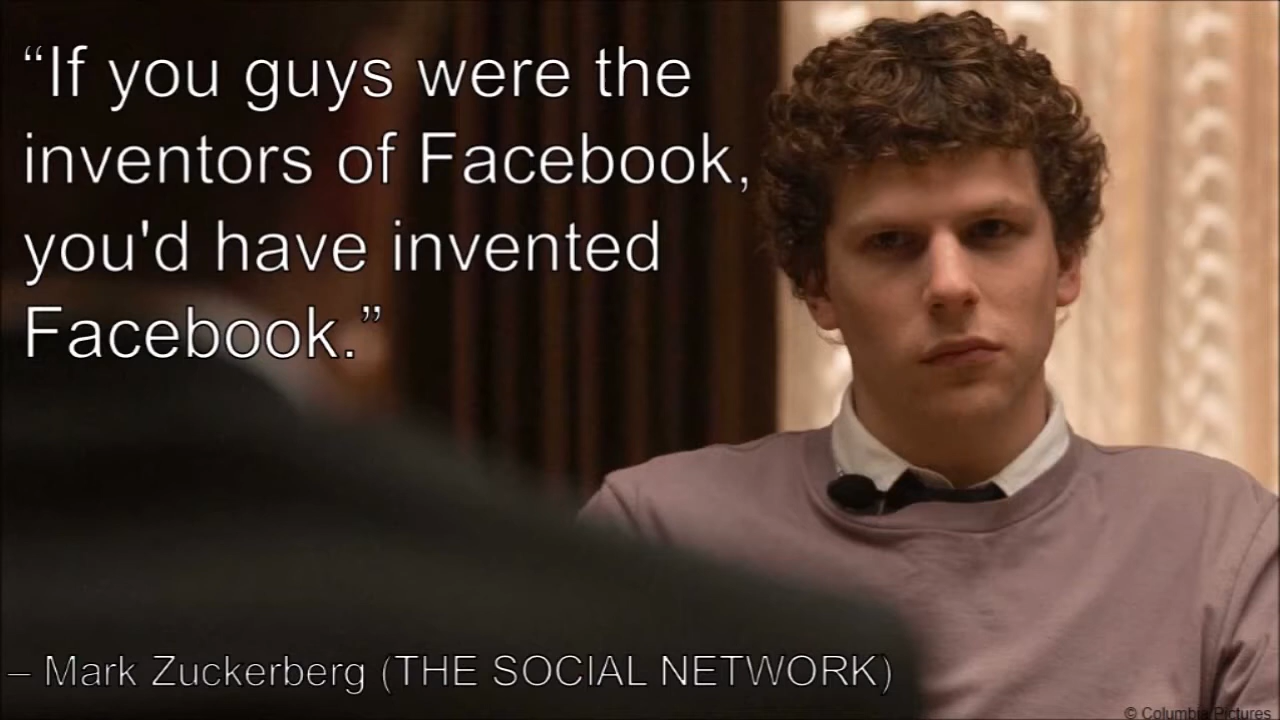 “If you guys were the
inventors of Facebook,
you'd have invented
Facebook.”
– Mark Zuckerberg (THE SOCIAL NETWORK)
© Columbia Pictures